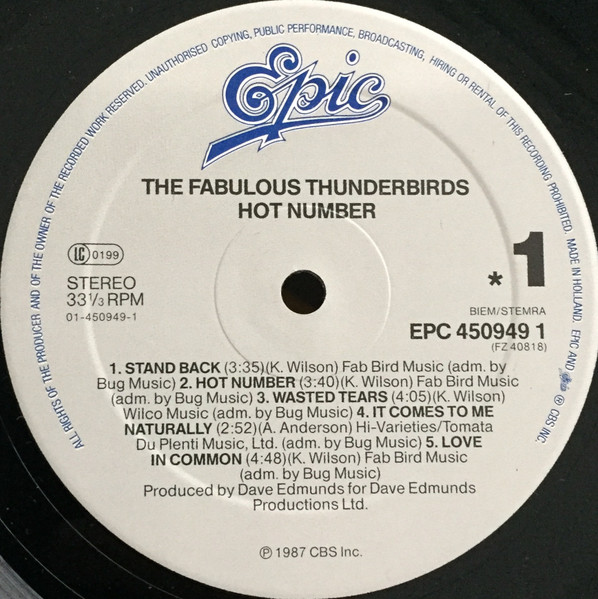 ALL RIGHTS OF THE PRODUCER AND OF THE OWNER OF THE RECORDED WORK RESERVED. UNAUTHORISED COPYING, PUBLIC PERFORMANCE, BROADCASTING, HIRING OR RENTAL OF THIS RECORDING PROHIBITED. MADE IN HOLLAND. EPIC AND ® CBS INC.
Epic
THE FABULOUS THUNDERBIRDS
HOT NUMBER
LC 0199
STEREO
33 1/3 RPM
01-450949-1
* 1
BIEM/STEMRA
EPC 450949 1
(FZ 40818)
1. STAND BACK (3:35)(K. Wilson) Fab Bird Music (adm. by
Bug Music) 2. HOT NUMBER (3:40)(K. Wilson) Fab Bird Music
(adm. by Bug Music) 3. WASTED TEARS (4:05)(K. Wilson)
Wilco Music (adm. by Bug Music) 4. IT COMES TO ME
NATURALLY (2:52)(A. Anderson) Hi-Varieties/Tomata
Du Plenti Music, Ltd. (adm. by Bug Music) 5. LOVE
IN COMMON (4:48)(K. Wilson) Fab Bird Music
(adm. by Bug Music)
Produced by Dave Edmunds for Dave Edmunds
Productions Ltd.
℗ 1987 CBS Inc.